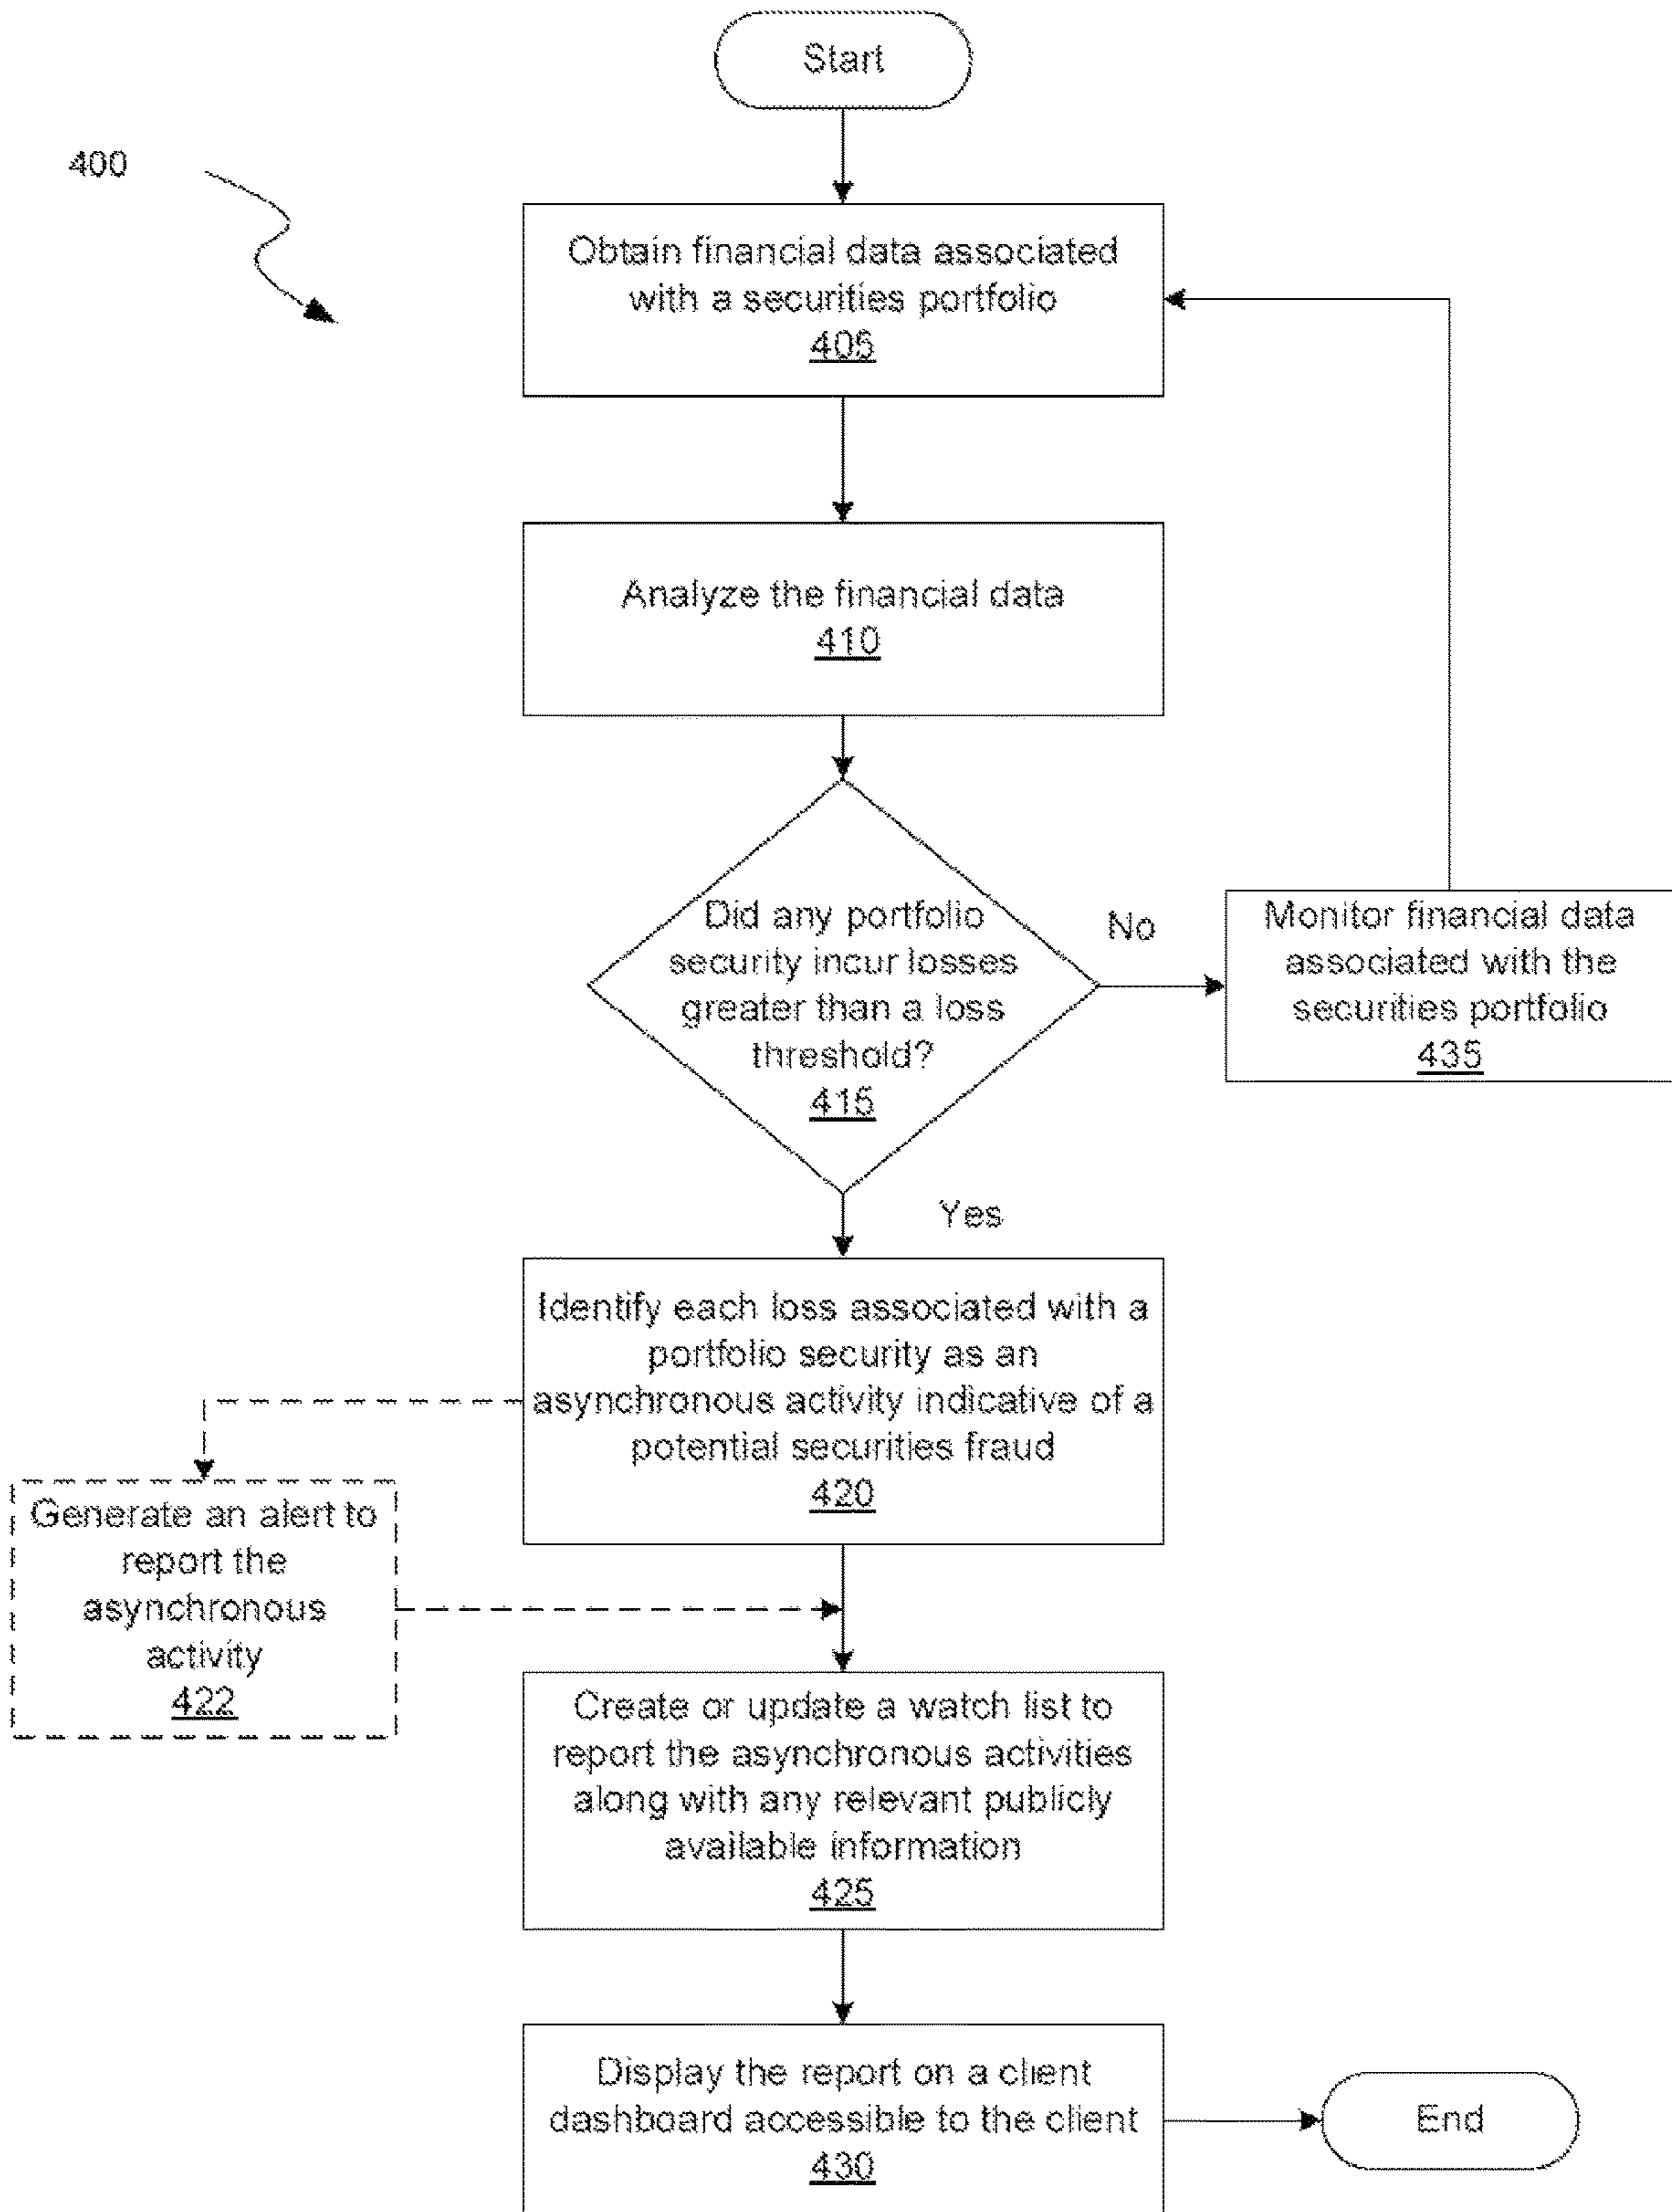 Start
400
Obtain financial data associated
with a securities portfolio
405
Analyze the financial data
410
Did any portfolio
security incur losses
greater than a loss
threshold?
415
No
Monitor financial data
associated with the
securities portfolio
435
Yes
Identify each loss associated with a
portfolio security as an
asynchronous activity indicative of a
potential securities fraud
420
Generate an alert to
report the
asynchronous
activity
422
Create or update a watch list to
report the asynchronous activities
along with any relevant publicly
available information
425
Display the report on a client
dashboard accessible to the client
430
End